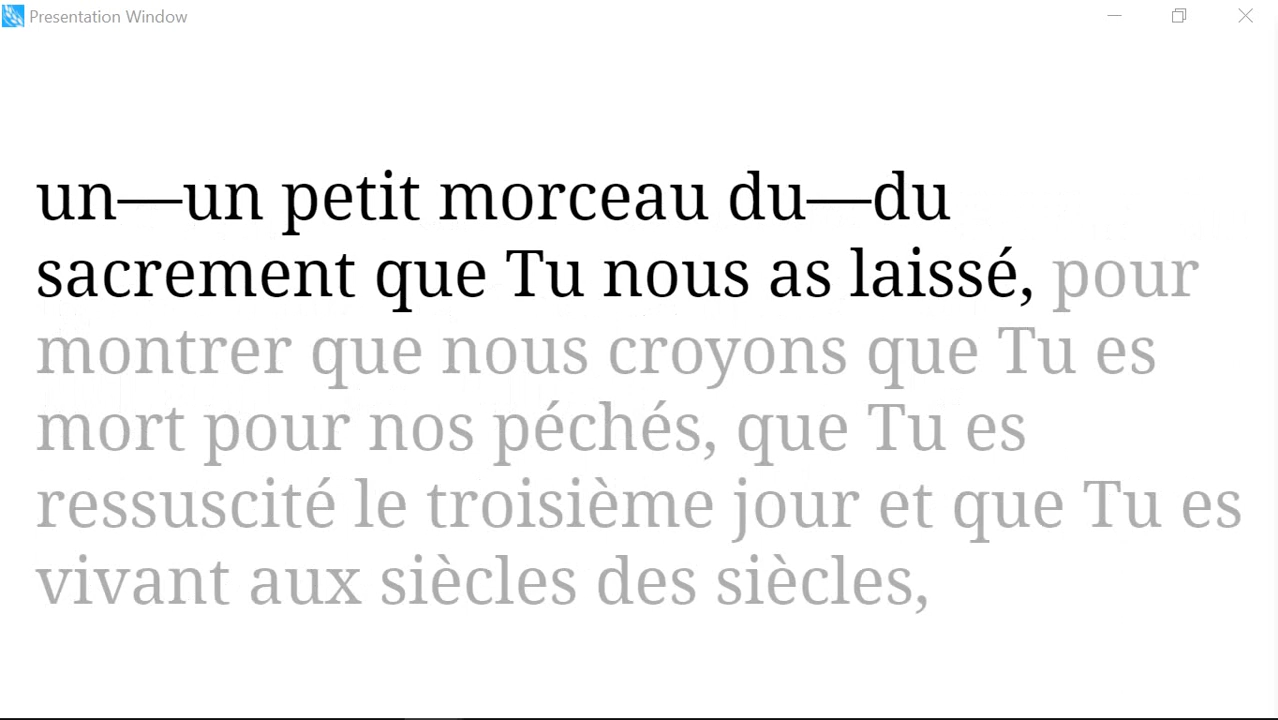 Presentation Window
un—un petit morceau du—du
sacrement que Tu nous as laissé, pour
montrer que nous croyons que Tu es
mort pour nos péchés, que Tu es
ressuscité le troisième jour et que Tu es
vivant aux siècles des siècles,